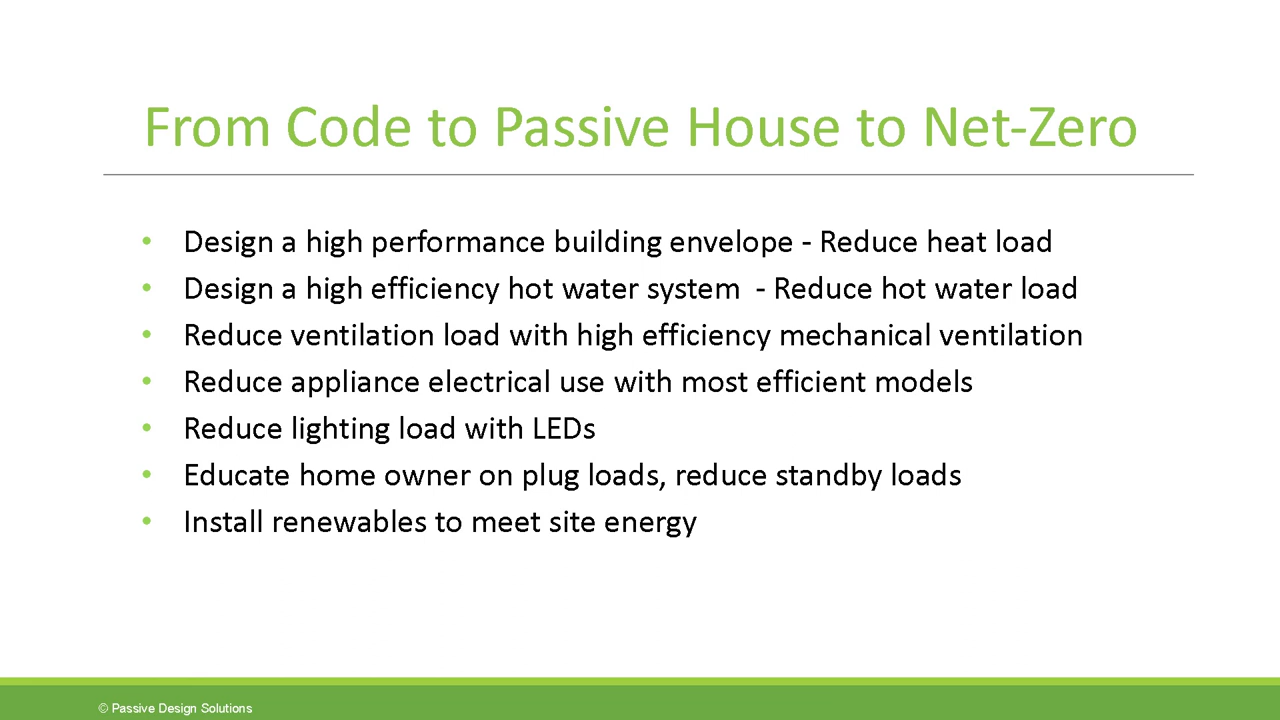 From Code to Passive House to Net-Zero
• Design a high performance building envelope - Reduce heat load
• Design a high efficiency hot water system  - Reduce hot water load
• Reduce ventilation load with high efficiency mechanical ventilation
• Reduce appliance electrical use with most efficient models
• Reduce lighting load with LEDs
• Educate home owner on plug loads, reduce standby loads
• Install renewables to meet site energy
© Passive Design Solutions